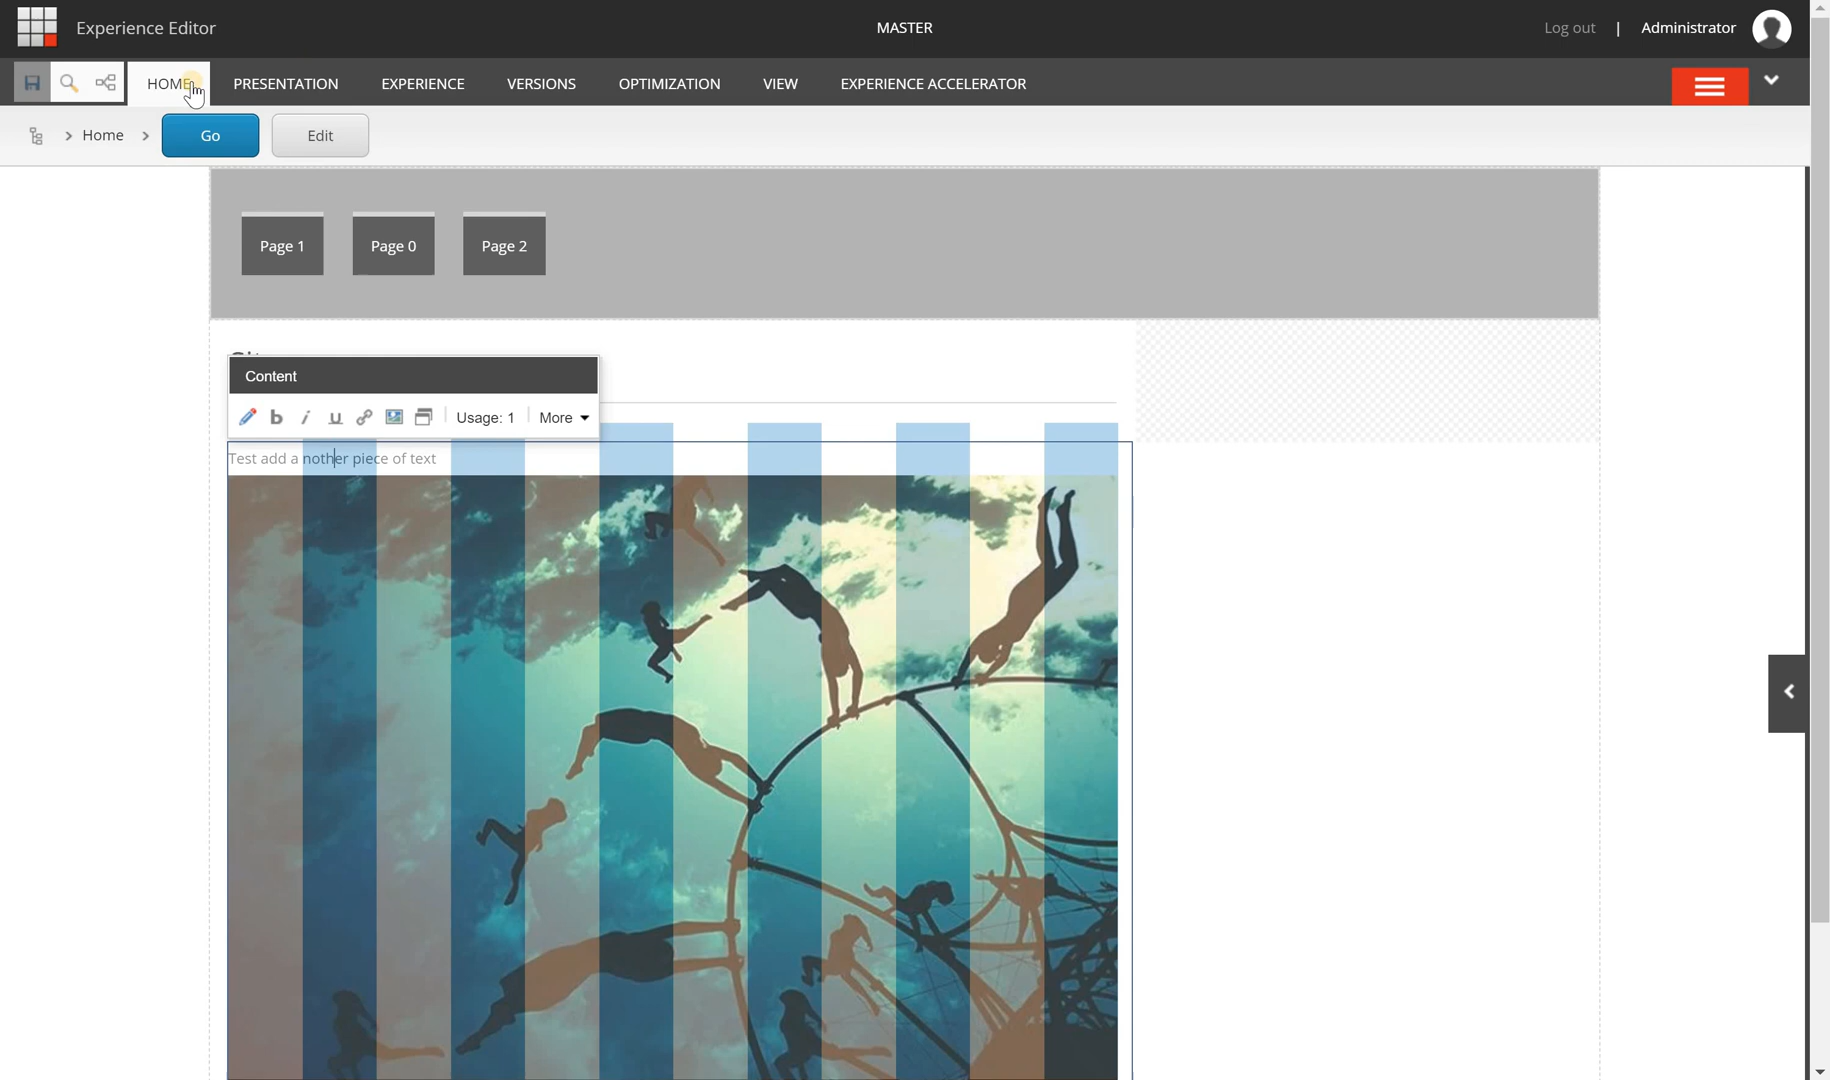 Experience Editor
MASTER
Log out | Administrator
HOME PRESENTATION EXPERIENCE VERSIONS OPTIMIZATION VIEW EXPERIENCE ACCELERATOR
Home Go Edit
Page 1 Page 0 Page 2
Content
b i u Usage: 1 More
Test add a nother piece of text